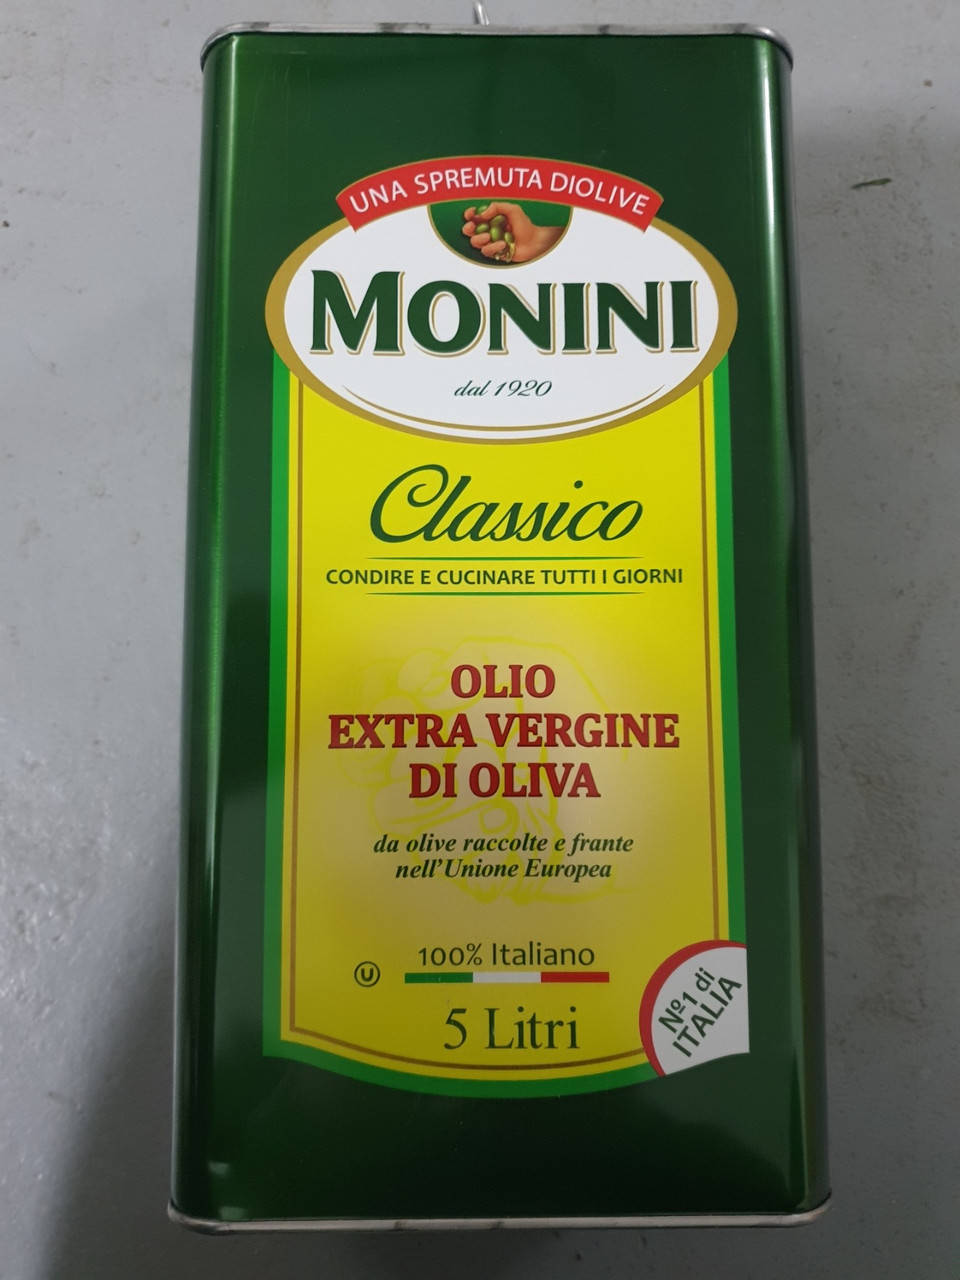 UNA SPREMUTA DIOLIVE
MONINI
dal 1920
Classico
CONDIRE E CUCINARE TUTTI I GIORNI
OLIO
EXTRA VERGINE
DI OLIVA
da olive raccolte e frante
nell'Unione Europea
100% Italiano
U
5 Litri
Nº1 di
ITALIA